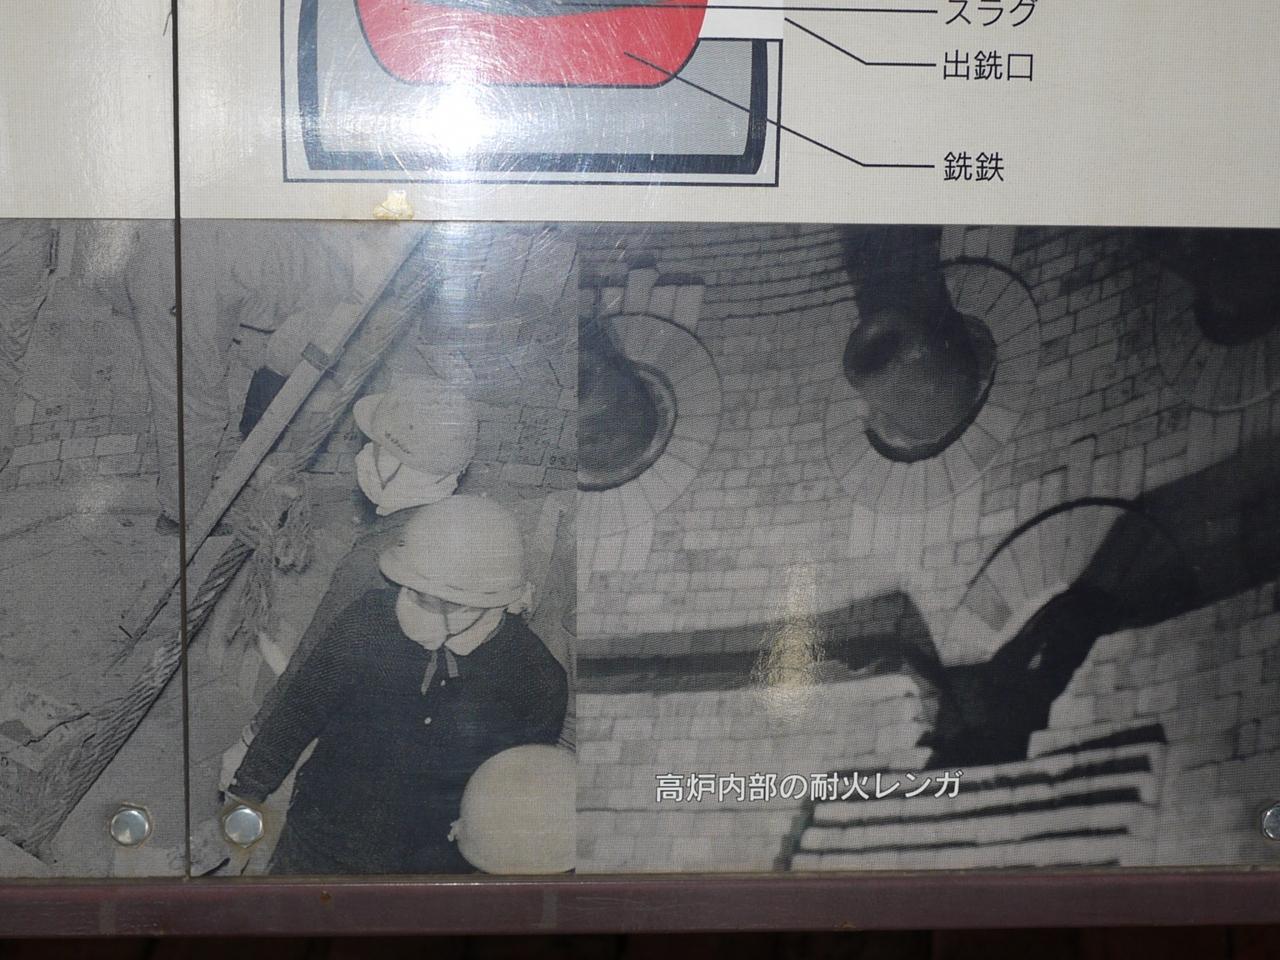 スラグ
出銑口
銑鉄
高炉内部の耐火レンガ